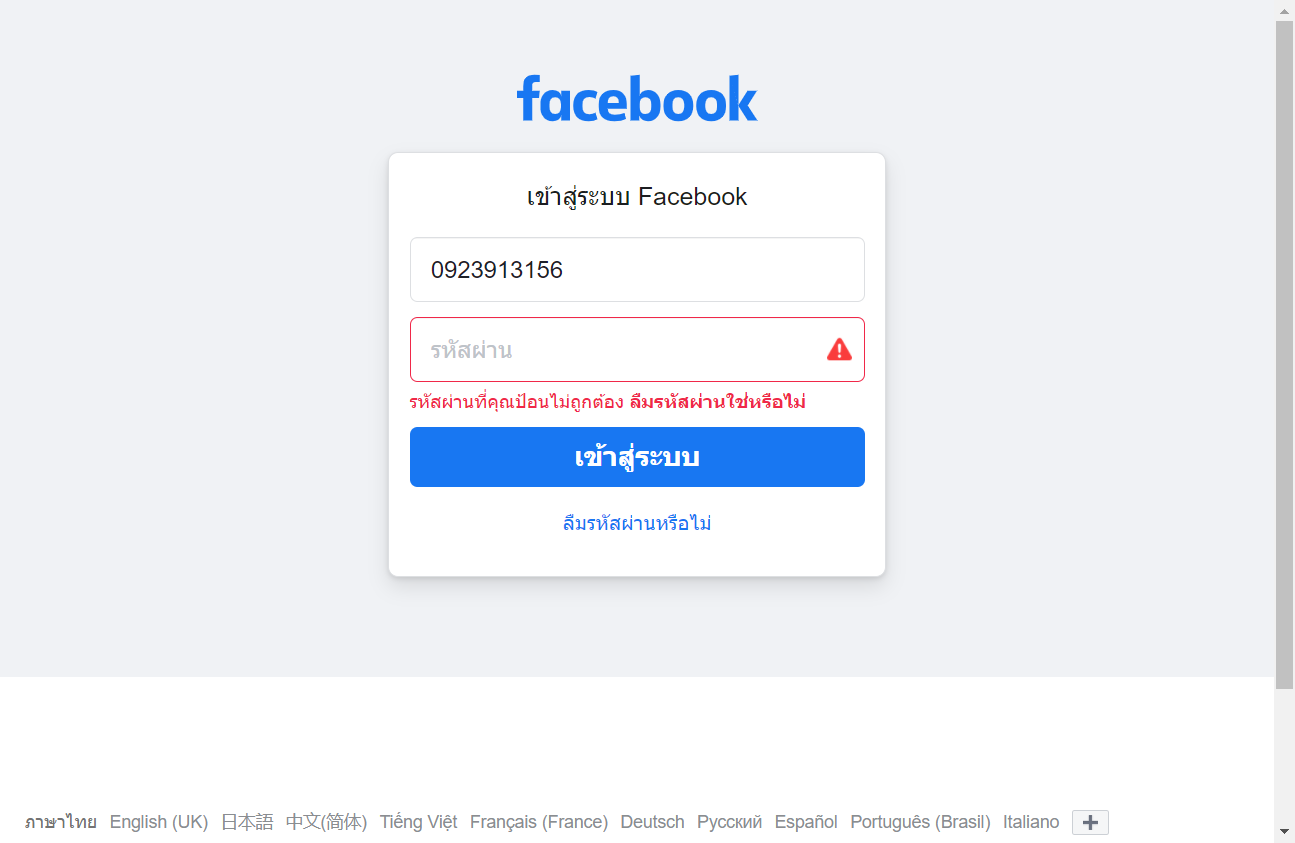 facebook
เข้าสู่ระบบ Facebook
0923913156
รหัสผ่าน
รหัสผ่านที่คุณป้อนไม่ถูกต้อง ลืมรหัสผ่านใช่หรือไม่
เข้าสู่ระบบ
ลืมรหัสผ่านหรือไม่
ภาษาไทย English (UK) 日本語 中文(简体) Tiếng Việt Français (France) Deutsch Русский Español Português (Brasil) Italiano